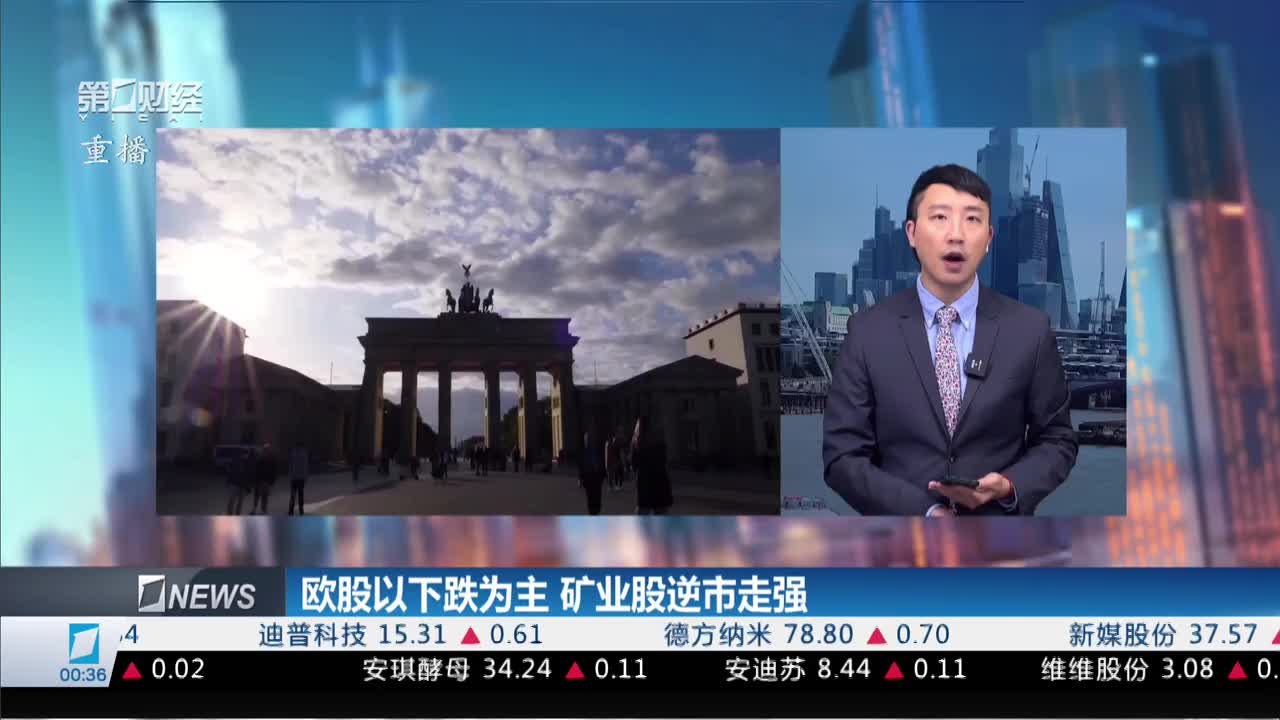 第一财经
YICAI
重播
NEWS
欧股以下跌为主 矿业股逆市走强
64 迪普科技 15.31 ▲ 0.61 德方纳米 78.80 ▲ 0.70 新媒股份 37.57 ▲
00:36
▲ 0.02 安琪酵母 34.24 ▲ 0.11 安迪苏 8.44 ▲ 0.11 维维股份 3.08 ▲ 0.